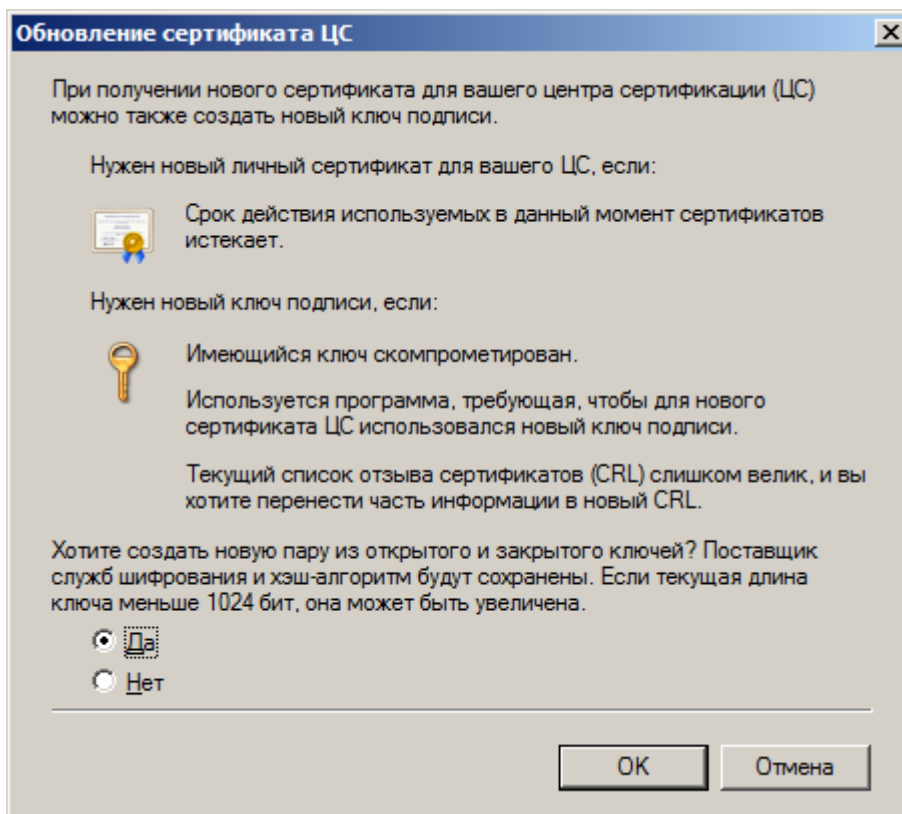 Обновление сертификата ЦС
При получении нового сертификата для вашего центра сертификации (ЦС)
можно также создать новый ключ подписи.
Нужен новый личный сертификат для вашего ЦС, если:
Срок действия используемых в данный момент сертификатов
истекает.
Нужен новый ключ подписи, если:
Имеющийся ключ скомпрометирован.
Используется программа, требующая, чтобы для нового
сертификата ЦС использовался новый ключ подписи.
Текущий список отзыва сертификатов (CRL) слишком велик, и вы
хотите перенести часть информации в новый CRL.
Хотите создать новую пару из открытого и закрытого ключей? Поставщик
служб шифрования и хэш-алгоритм будут сохранены. Если текущая длина
ключа меньше 1024 бит, она может быть увеличена.
Да
Нет
OK Отмена